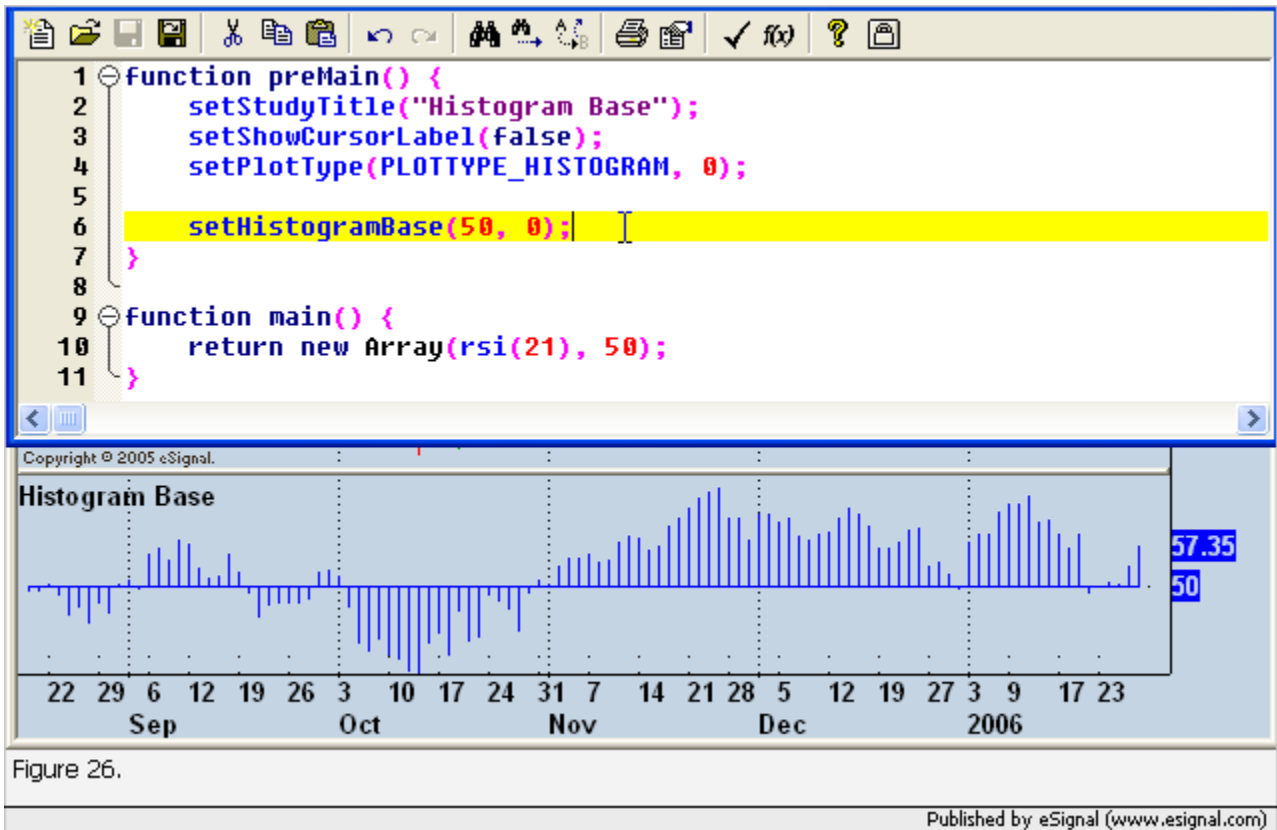 1 function preMain() {
2 setStudyTitle("Histogram Base");
3 setShowCursorLabel(false);
4 setPlotType(PLOTTYPE_HISTOGRAM, 0);
5
6 setHistogramBase(50, 0);
7 }
8
9 function main() {
10 return new Array(rsi(21), 50);
11 }
Copyright © 2005 eSignal.
Histogram Base
57.35
50
22 29 6 12 19 26 3 10 17 24 31 7 14 21 28 5 12 19 27 3 9 17 23
Sep Oct Nov Dec 2006
Figure 26.
Published by eSignal (www.esignal.com)